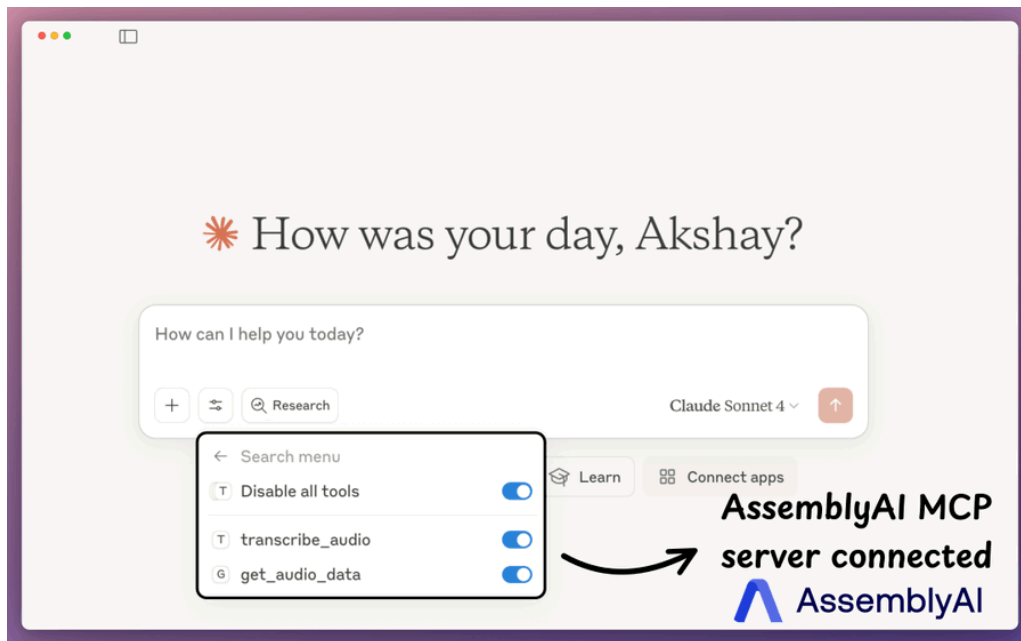 How was your day, Akshay?
How can I help you today?
Research
Claude Sonnet 4
Search menu
T Disable all tools
T transcribe_audio
G get_audio_data
Learn
Connect apps
AssemblyAI MCP
server connected
AssemblyAI